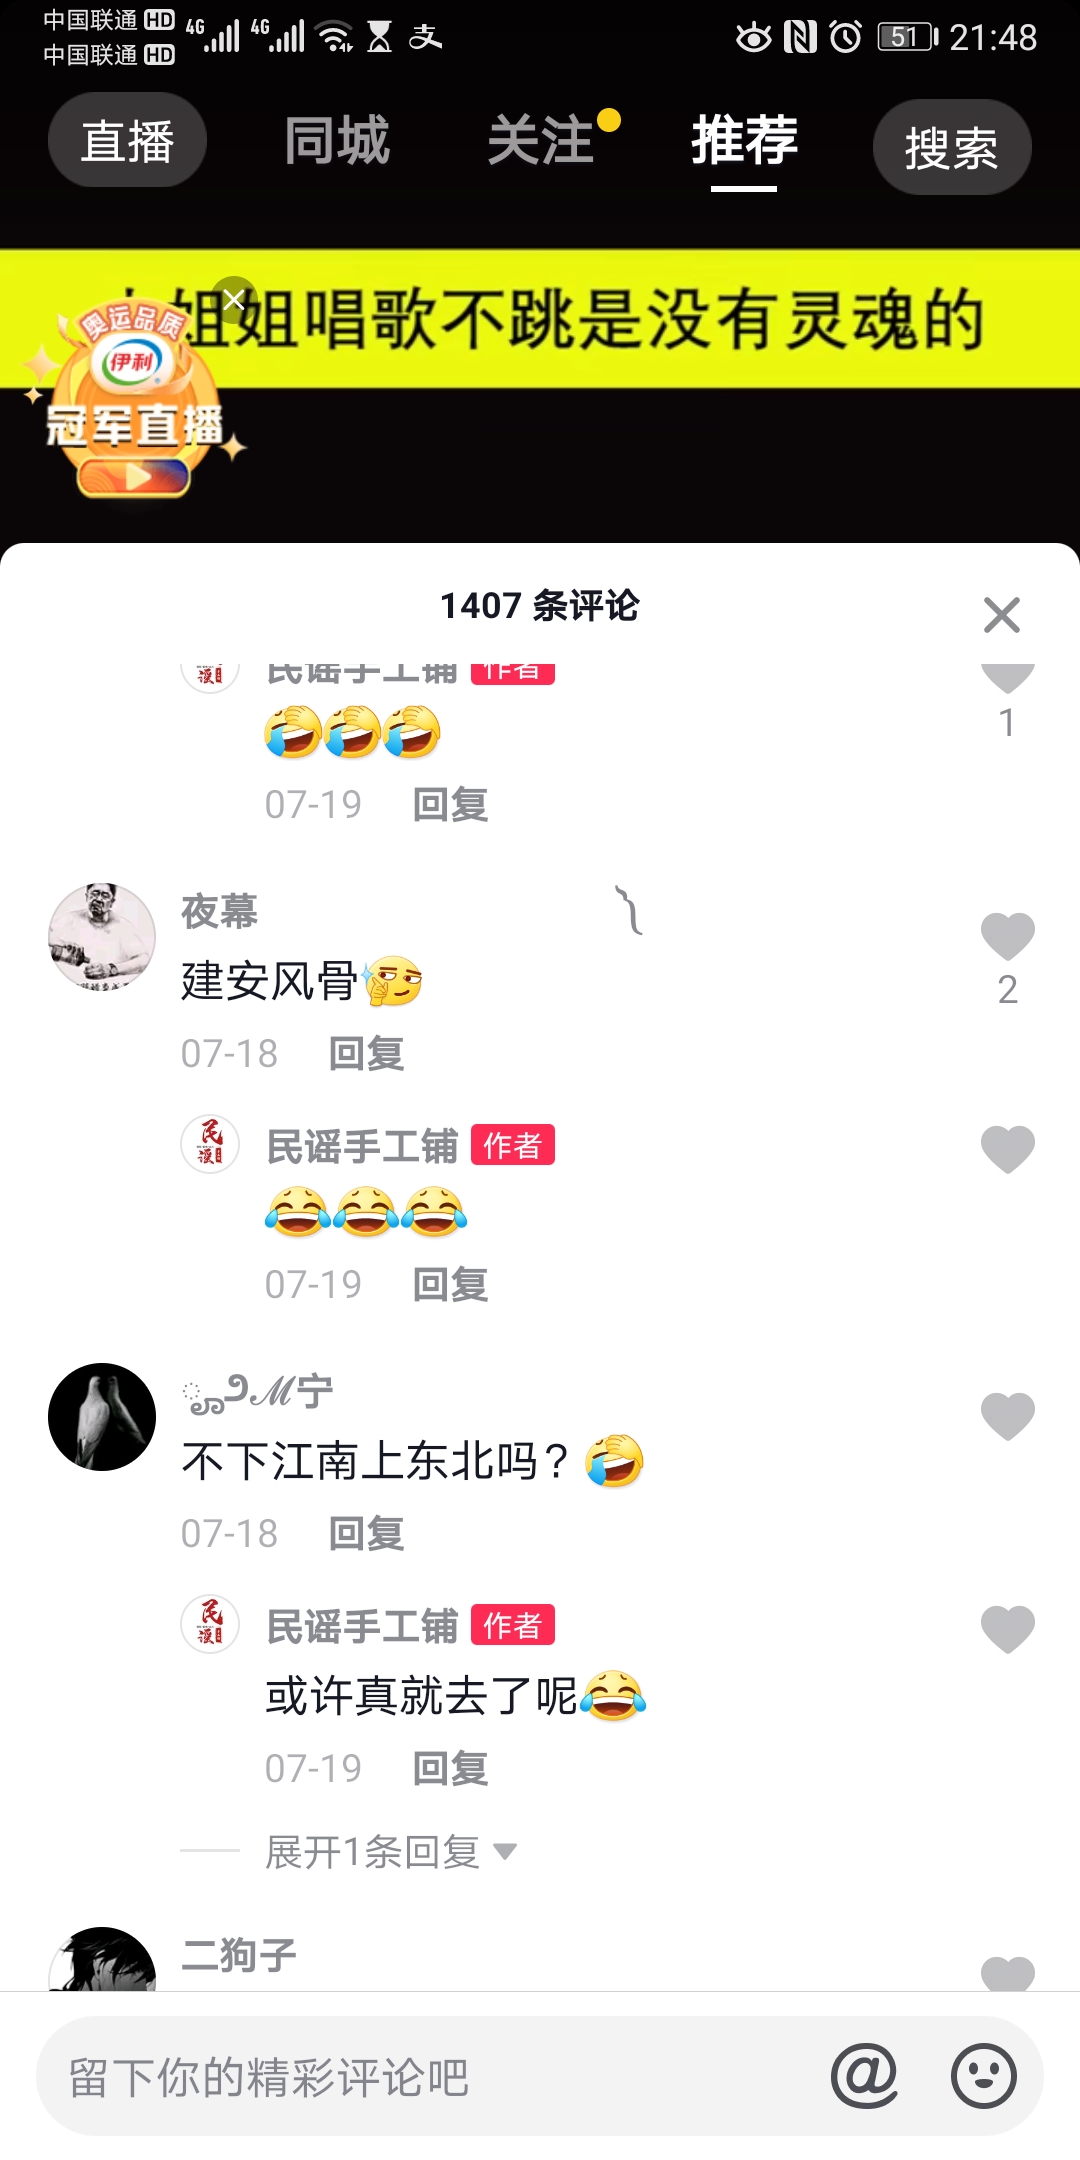 中国联通 HD 4G 4G 51 21:48
中国联通 HD
直播 同城 关注 推荐 搜索
姐姐唱歌不跳是没有灵魂的
奥运品质
伊利
冠军直播
1407 条评论
民谣手工铺 作者
1
07-19 回复
夜幕
建安风骨
2
07-18 回复
民谣手工铺 作者
07-19 回复
ℳ宁
不下江南上东北吗?
07-18 回复
民谣手工铺 作者
或许真就去了呢
07-19 回复
展开1条回复
二狗子
留下你的精彩评论吧 @